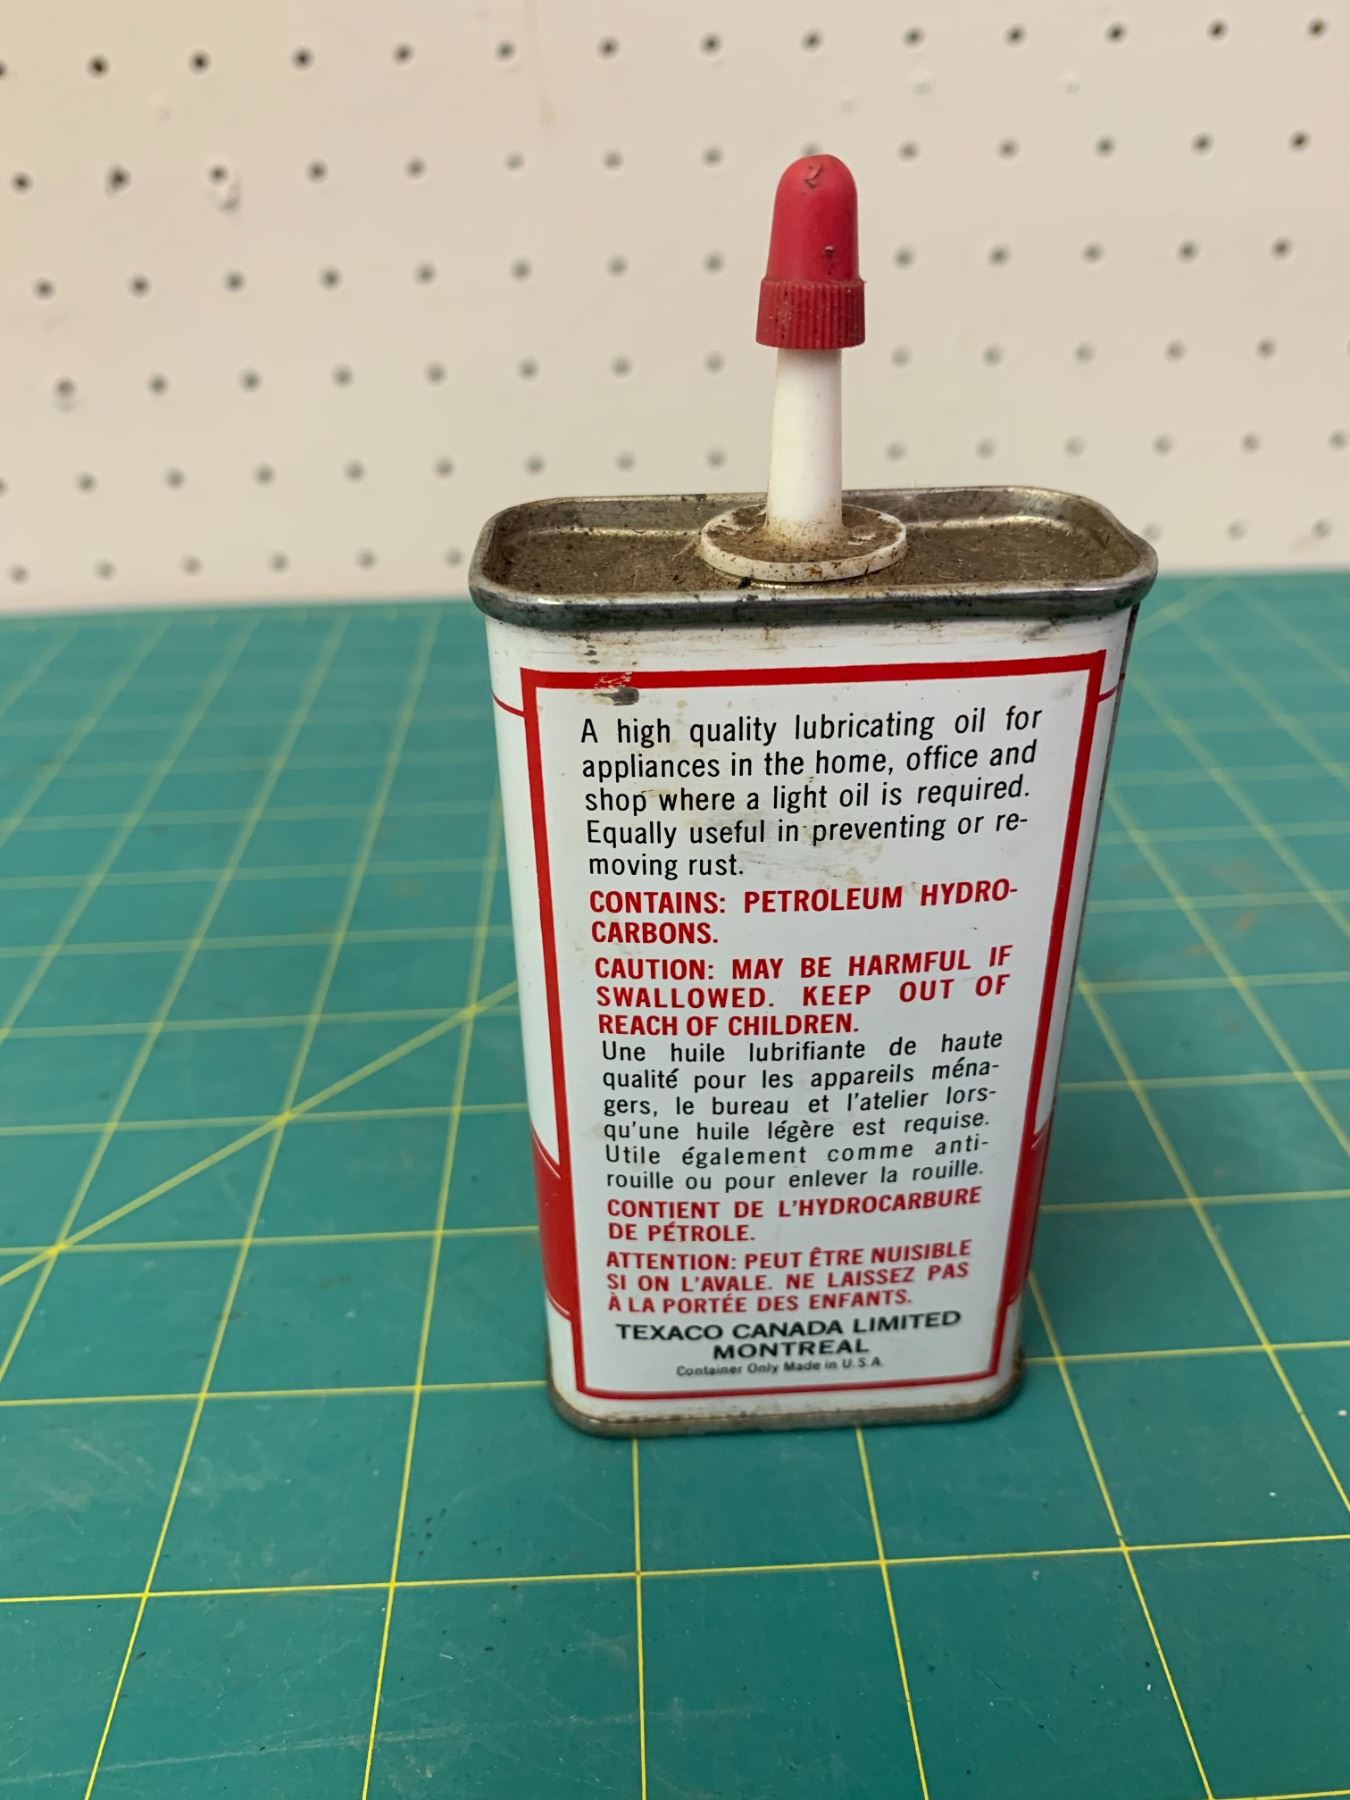 A high quality lubricating oil for
appliances in the home, office and
shop where a light oil is required.
Equally useful in preventing or re-
moving rust.
CONTAINS: PETROLEUM HYDRO-
CARBONS.
CAUTION: MAY BE HARMFUL IF
SWALLOWED. KEEP OUT OF
REACH OF CHILDREN.
Une huile lubrifiante de haute
qualité pour les appareils ména-
gers, le bureau et l'atelier lors-
qu'une huile légère est requise.
Utile également comme anti-
rouille ou pour enlever la rouille.
CONTIENT DE L'HYDROCARBURE
DE PÉTROLE.
ATTENTION: PEUT ÊTRE NUISIBLE
SI ON L'AVALE. NE LAISSEZ PAS
À LA PORTÉE DES ENFANTS.
TEXACO CANADA LIMITED
MONTREAL
Container Only Made in U.S.A.